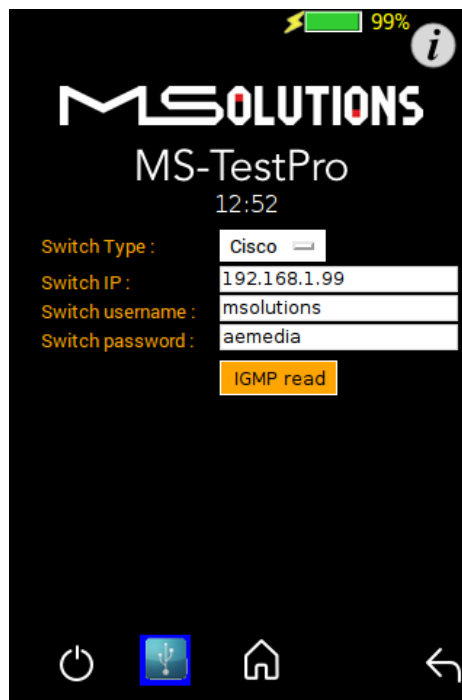 99%
i
MSOLUTIONS
MS-TestPro
12:52
Switch Type : Cisco
Switch IP : 192.168.1.99
Switch username : msolutions
Switch password : aemedia
IGMP read